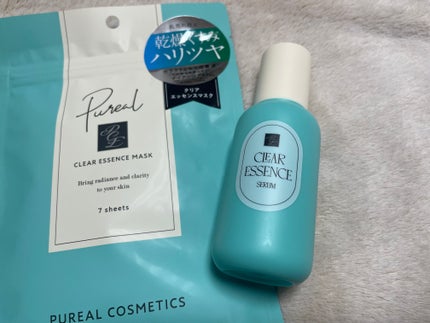 乾燥くすみ
ハリツヤ
クリア
エッセンスマスク
Pureal
CLEAR ESSENCE MASK
Bring radiance and clarity
to your skin
7 sheets
PUREAL COSMETICS
CLEAR
ESSENCE
SERUM